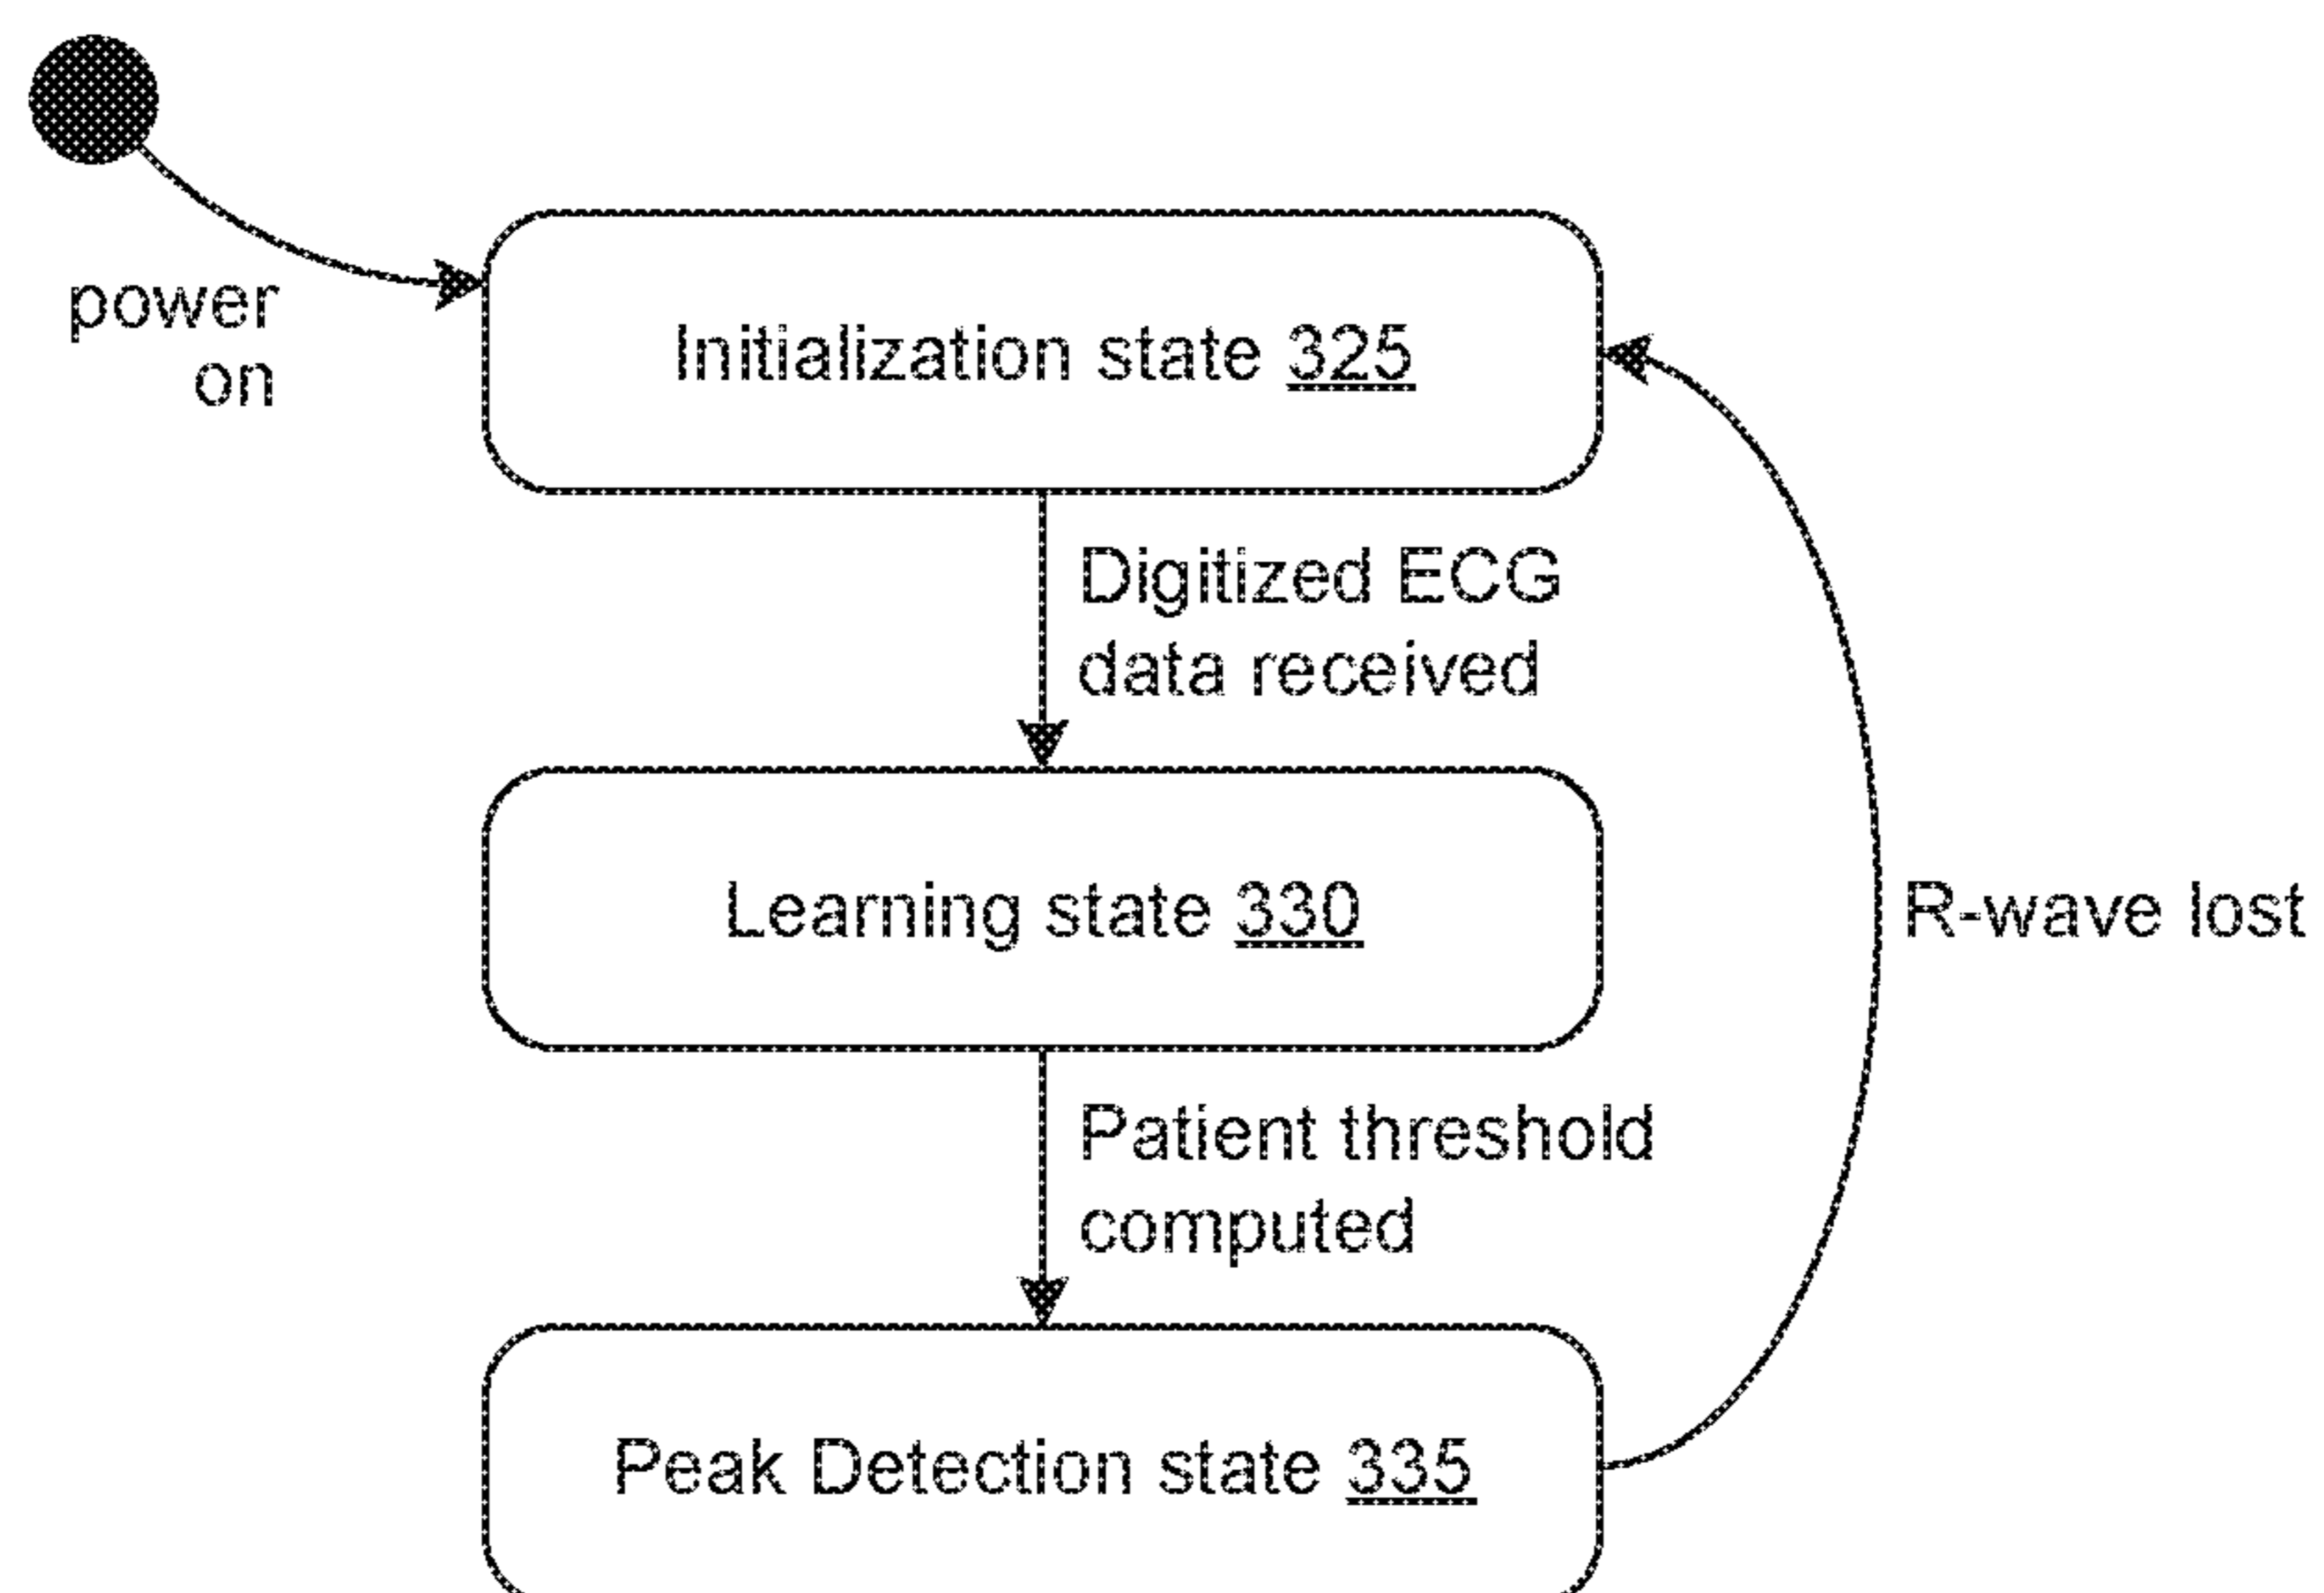 power
on
Initialization state 325
Digitized ECG
data received
Learning state 330
R-wave lost
Patient threshold
computed
Peak Detection state 335